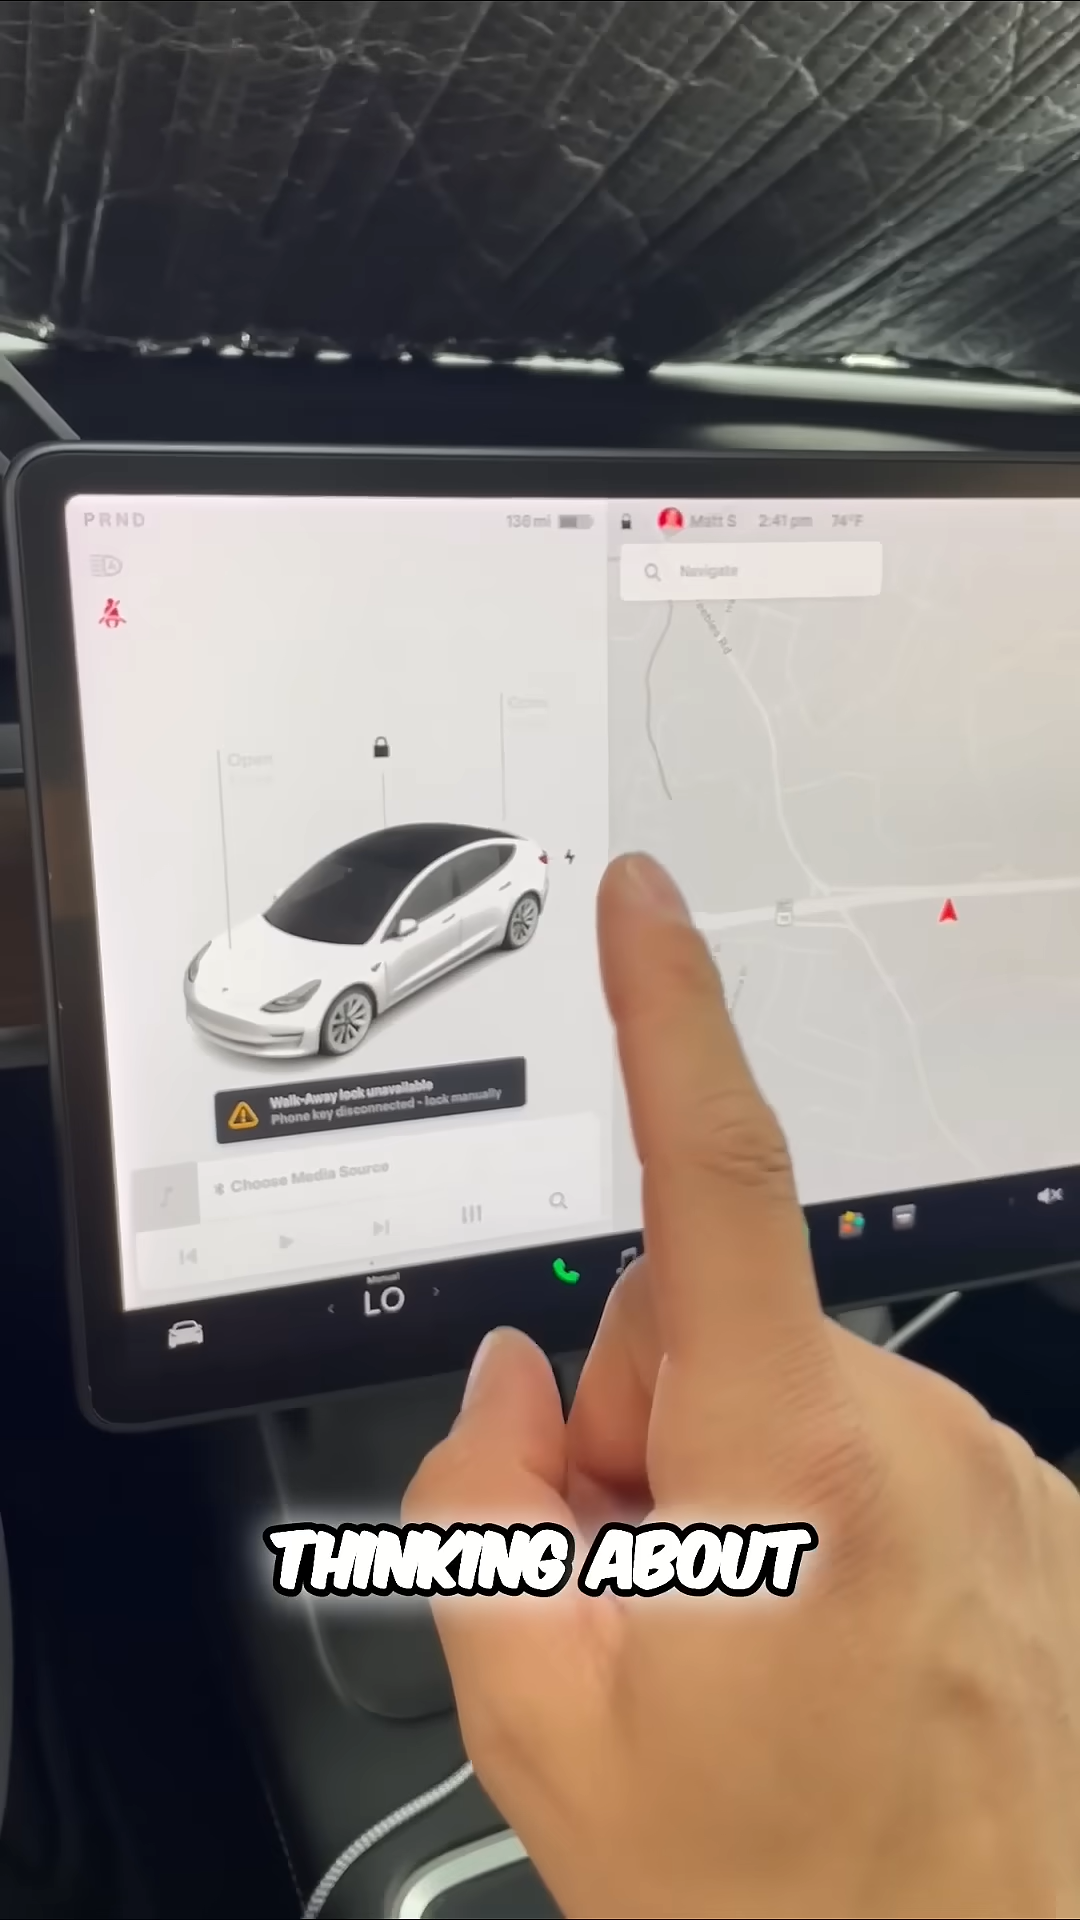 PRND
136 mi
Matt S 2:41 pm 74°F
Navigate
Open
Walk-Away lock unavailable
Phone key disconnected - lock manually
Choose Media Source
Manual
LO
THINKING ABOUT